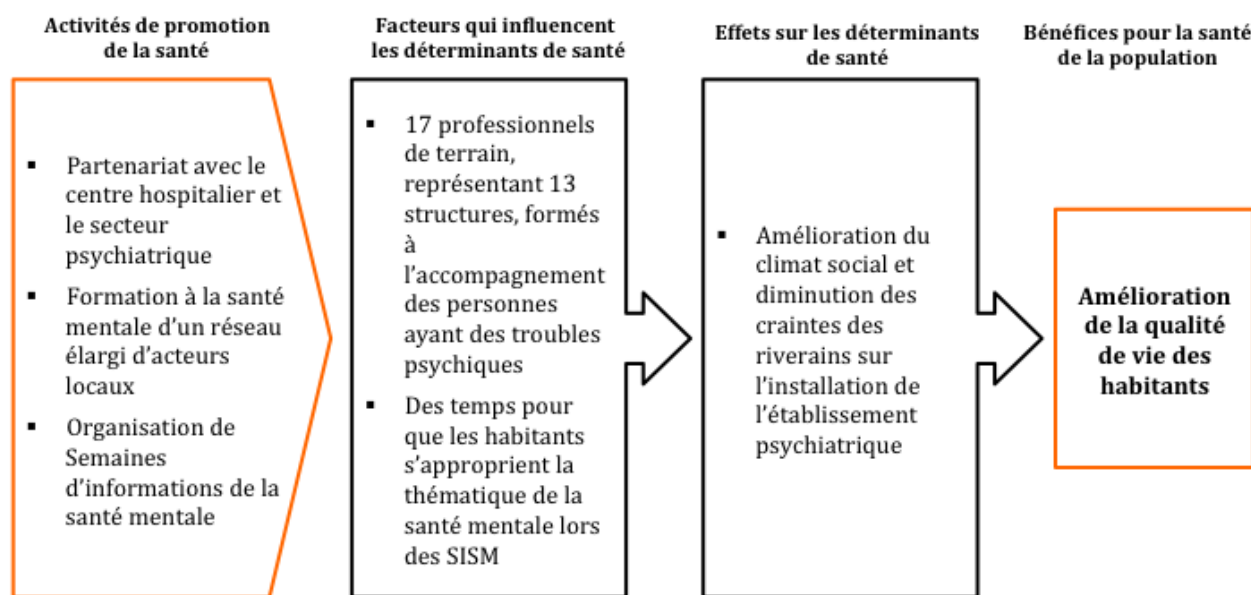 Activités de promotion
de la santé
Facteurs qui influencent
les déterminants de santé
Effets sur les déterminants
de santé
Bénéfices pour la santé
de la population
▪ Partenariat avec le
centre hospitalier et
le secteur
psychiatrique
▪ Formation à la santé
mentale d’un réseau
élargi d’acteurs
locaux
▪ Organisation de
Semaines
d’informations de la
santé mentale
▪ 17 professionnels
de terrain,
représentant 13
structures, formés
à
l’accompagnement
des personnes
ayant des troubles
psychiques
▪ Des temps pour
que les habitants
s’approprient la
thématique de la
santé mentale lors
des SISM
▪ Amélioration du
climat social et
diminution des
craintes des
riverains sur
l’installation de
l’établissement
psychiatrique
Amélioration
de la qualité
de vie des
habitants